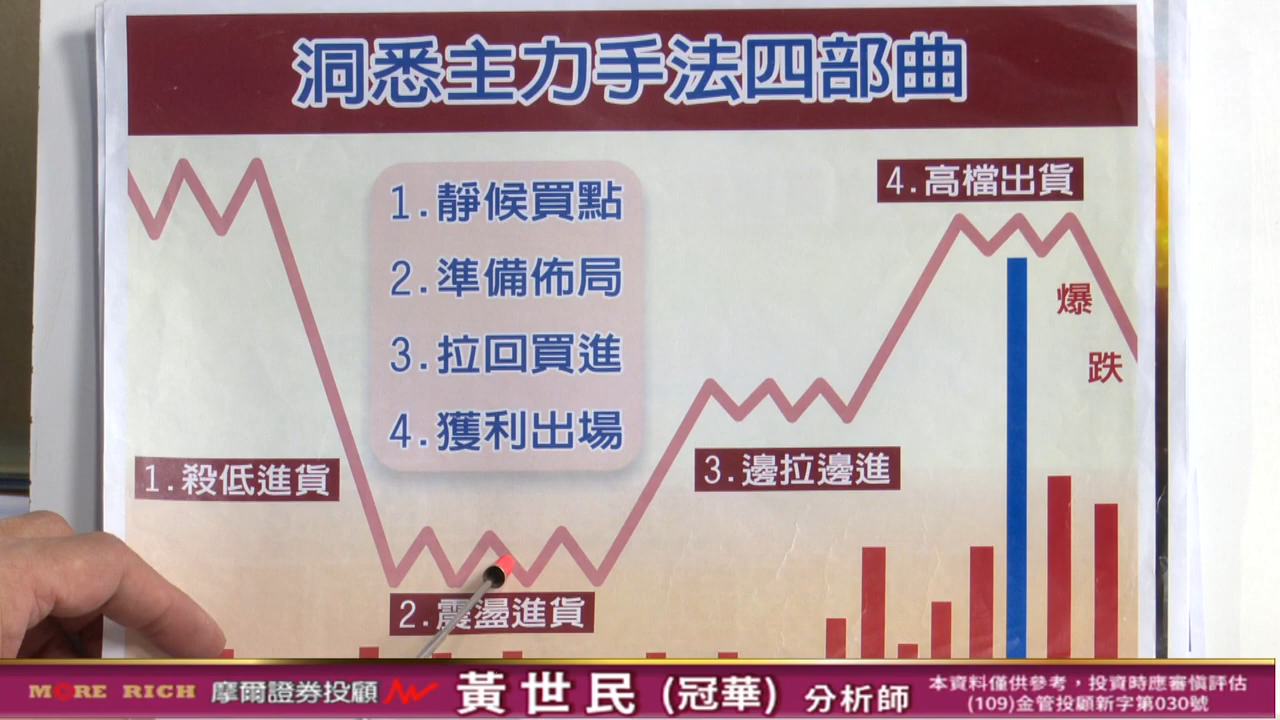 洞悉主力手法四部曲
1.靜候買點
2.準備佈局
3.拉回買進
4.獲利出場
4.高檔出貨
爆
跌
3.邊拉邊進
1.殺低進貨
2.震盪進貨
MORE RICH 摩爾證券投顧 黃世民(冠華)分析師
本資料僅供參考，投資時應審慎評估
(109)金管投顧新字第030號